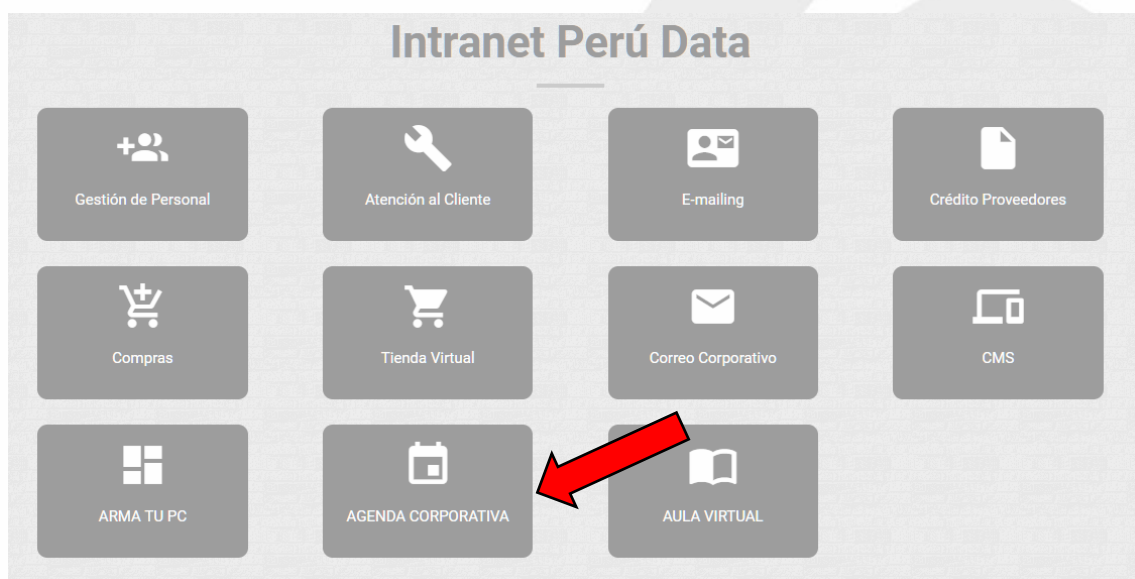 Intranet Perú Data
Gestión de Personal
Atención al Cliente
E-mailing
Crédito Proveedores
Compras
Tienda Virtual
Correo Corporativo
CMS
ARMA TU PC
AGENDA CORPORATIVA
AULA VIRTUAL